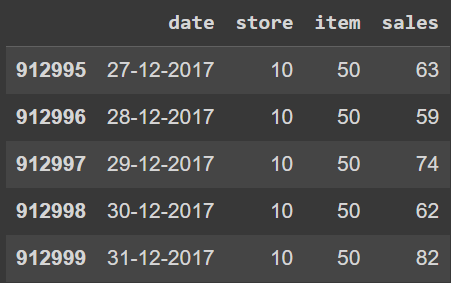 date store item sales
912995 27-12-2017 10 50 63
912996 28-12-2017 10 50 59
912997 29-12-2017 10 50 74
912998 30-12-2017 10 50 62
912999 31-12-2017 10 50 82